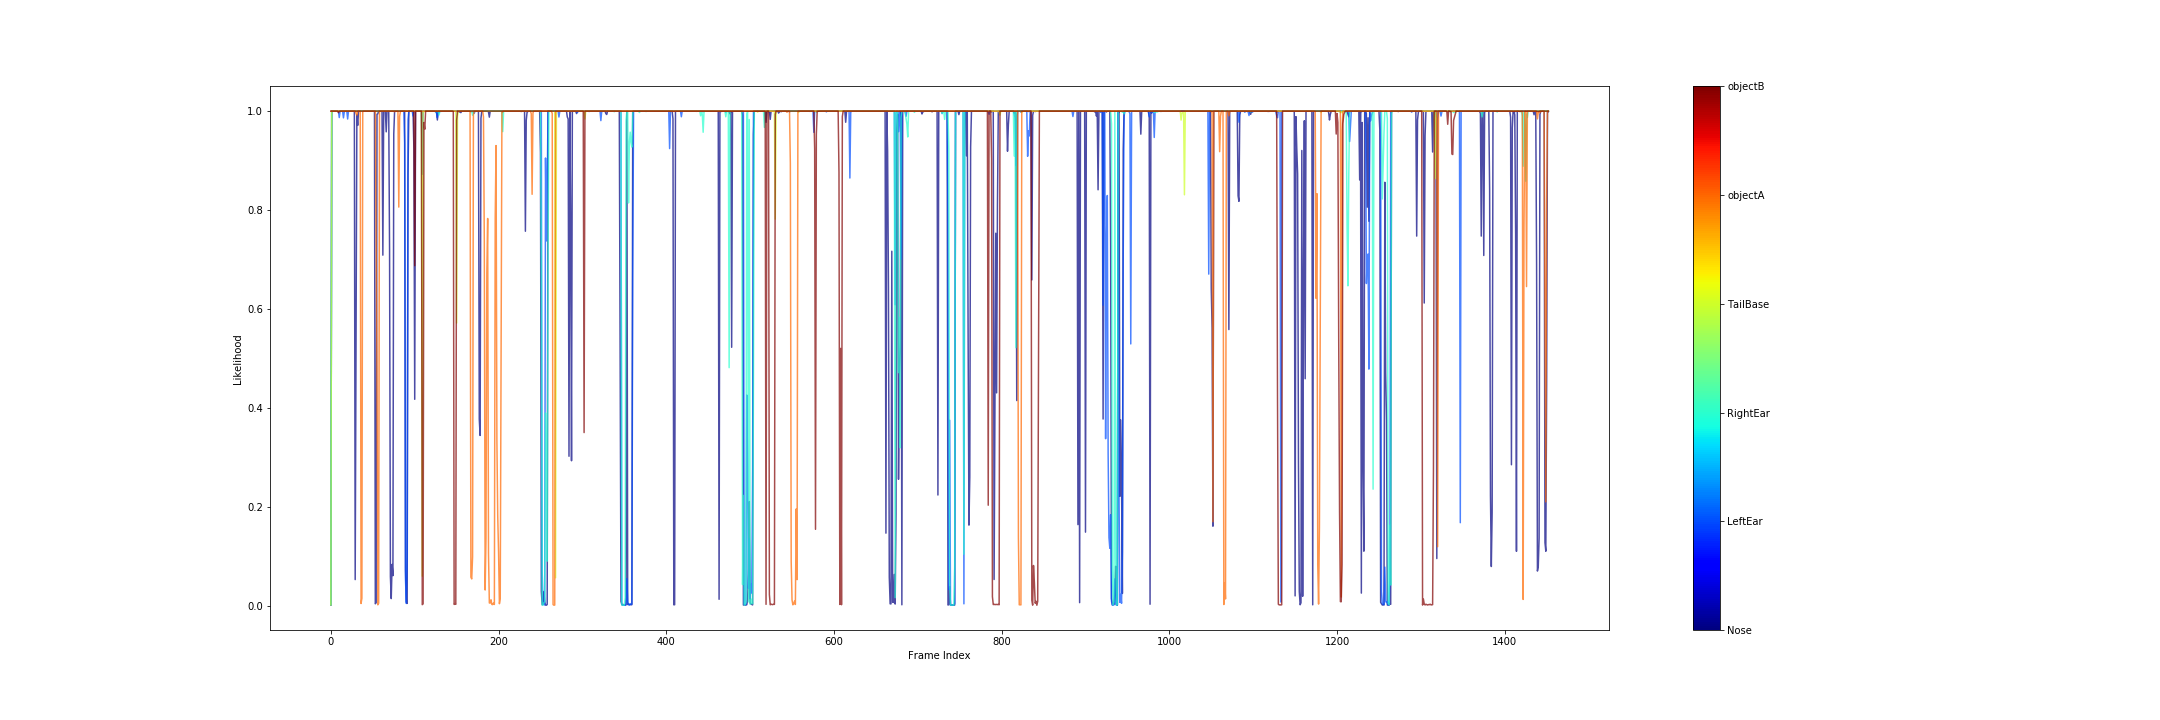 1.0
0.8
0.6
0.4
0.2
0.0
Likelihood
0 200 400 600 800 1000 1200 1400
Frame Index
objectB
objectA
TailBase
RightEar
LeftEar
Nose